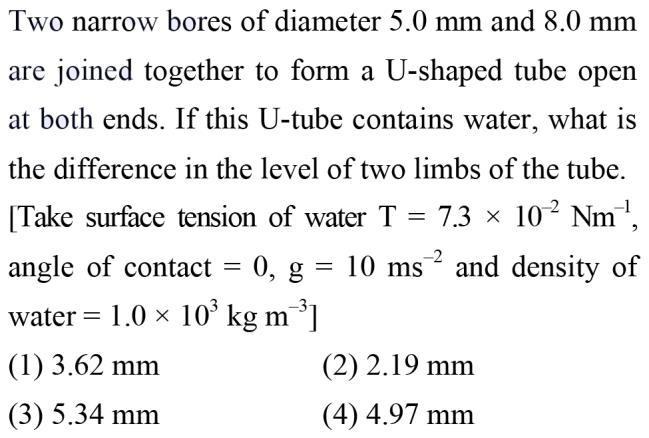 Two narrow bores of diameter 5.0 mm and 8.0 mm
are joined together to form a U-shaped tube open
at both ends. If this U-tube contains water, what is
the difference in the level of two limbs of the tube.
[Take surface tension of water T = 7.3 × 10⁻² Nm⁻¹,
angle of contact = 0, g = 10 ms⁻² and density of
water = 1.0 × 10³ kg m⁻³]
(1) 3.62 mm (2) 2.19 mm
(3) 5.34 mm (4) 4.97 mm